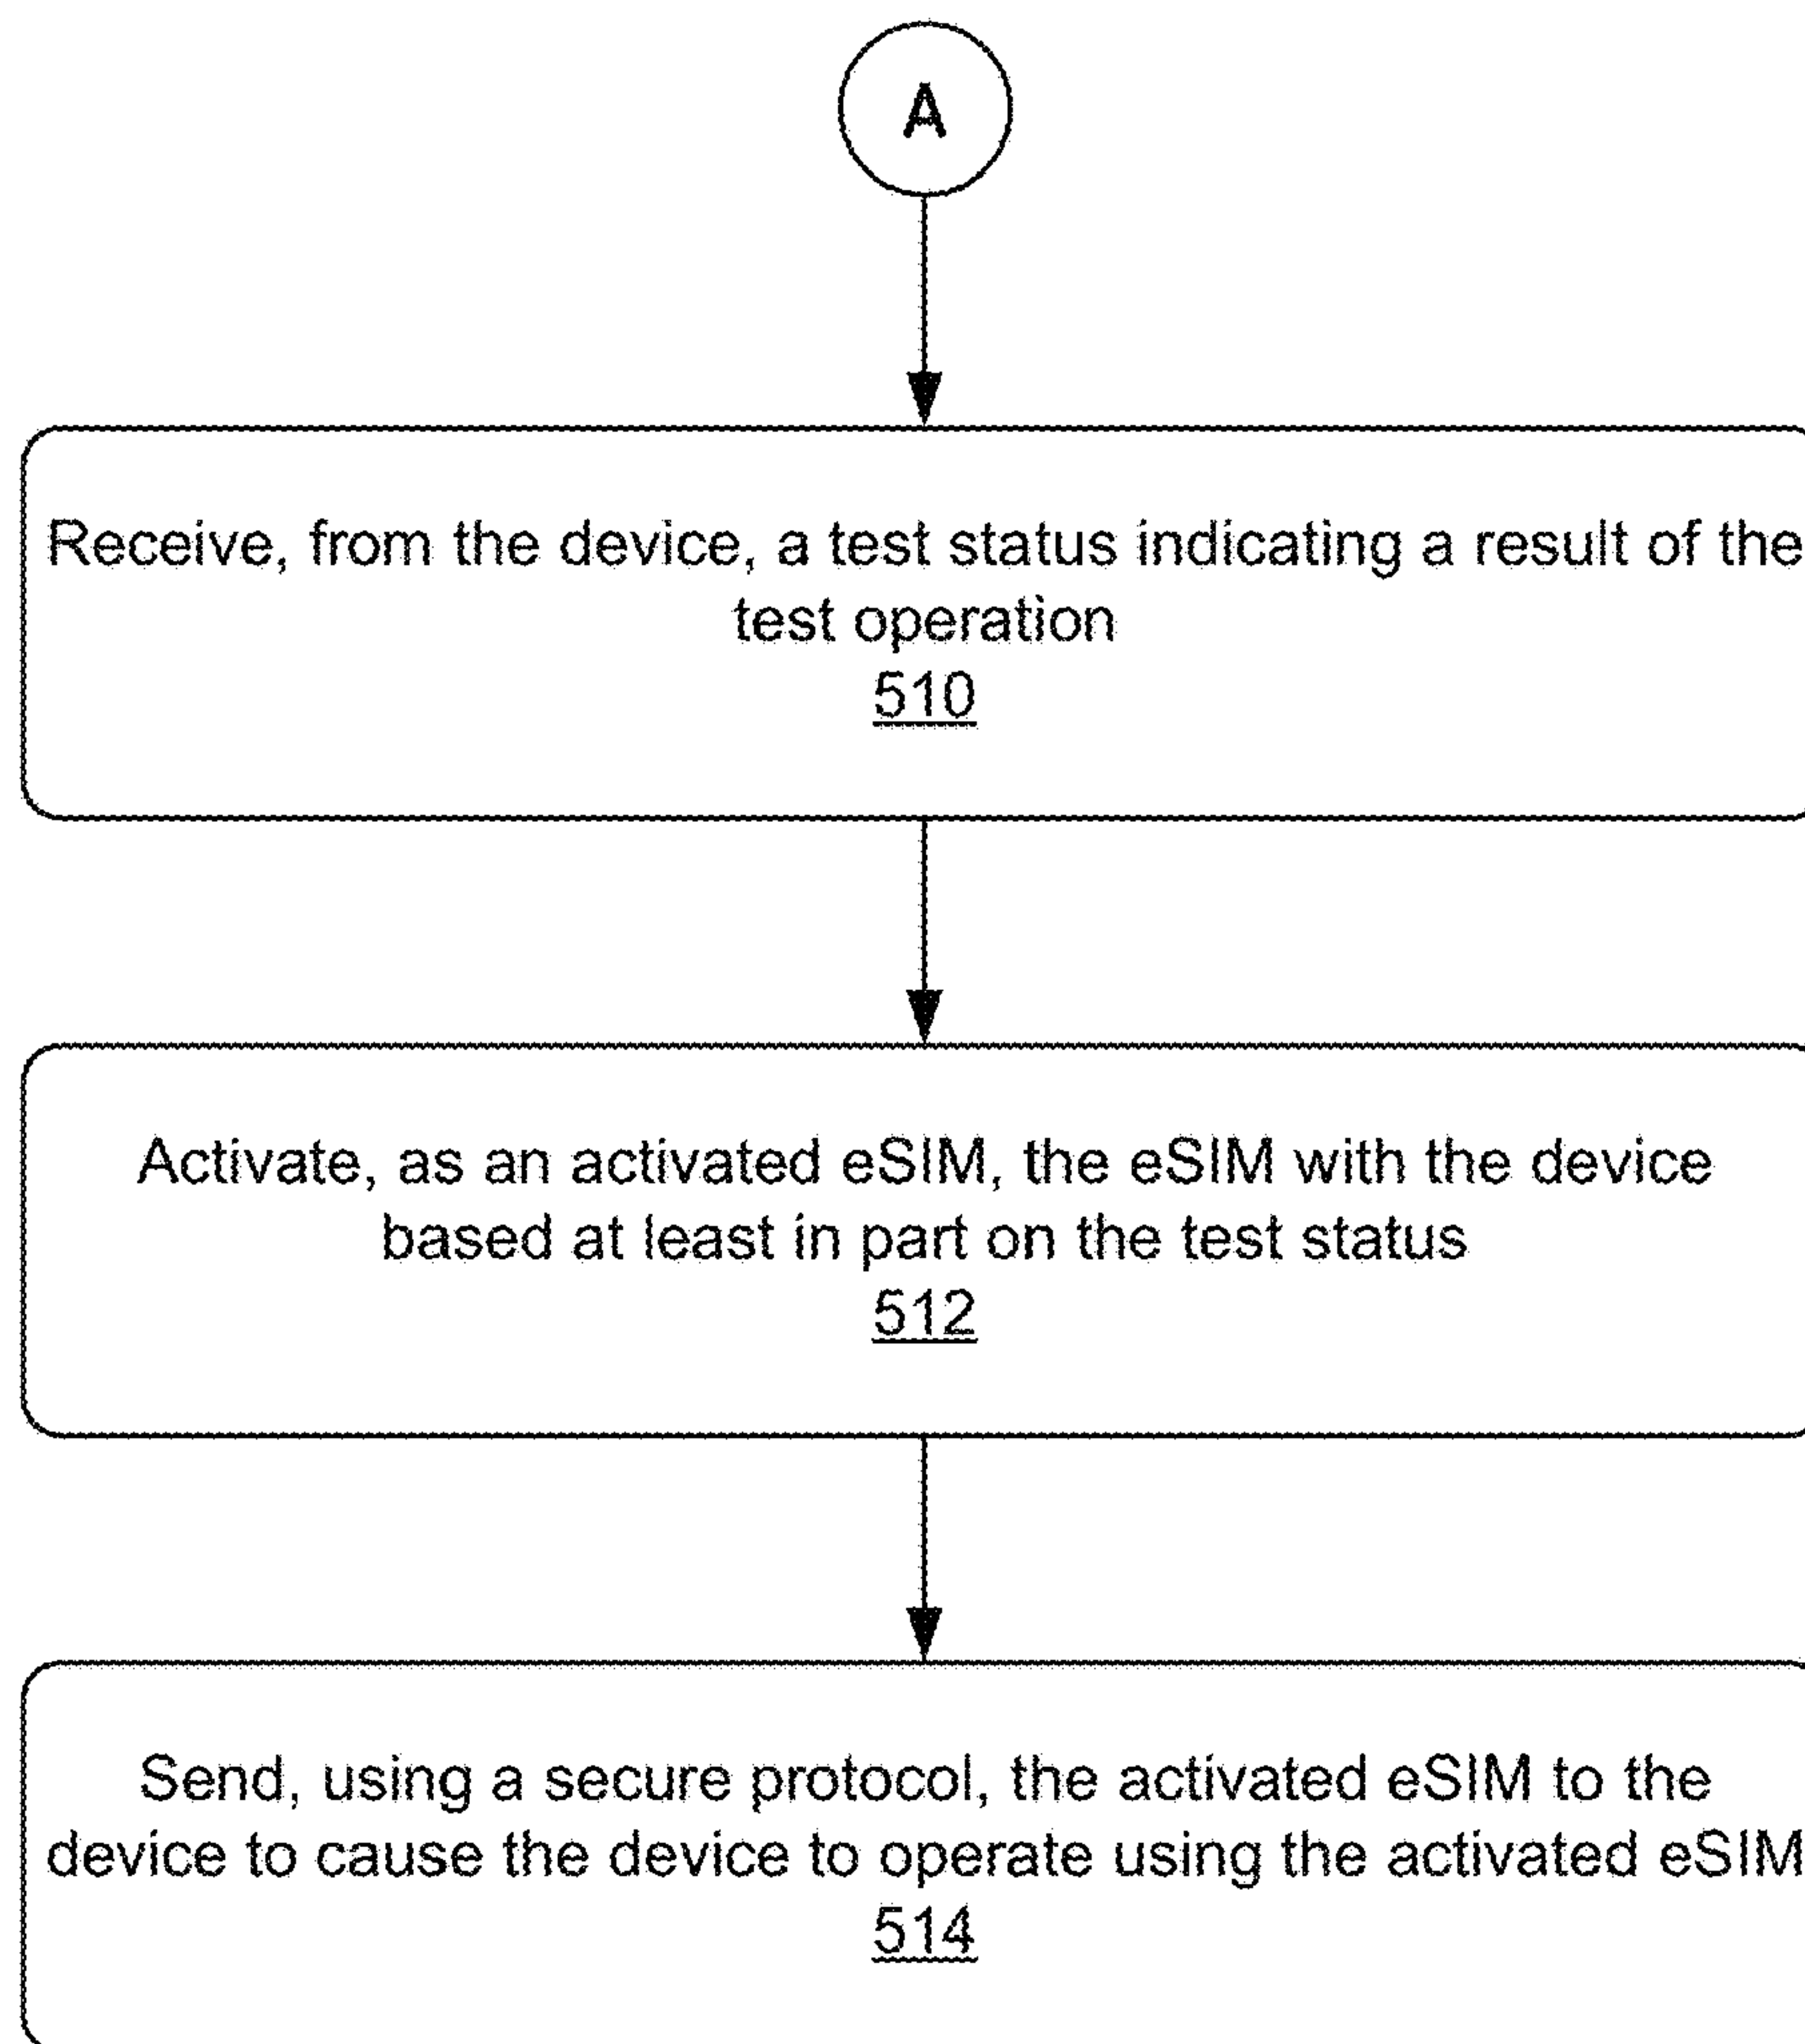 A
Receive, from the device, a test status indicating a result of the
test operation
510
Activate, as an activated eSIM, the eSIM with the device
based at least in part on the test status
512
Send, using a secure protocol, the activated eSIM to the
device to cause the device to operate using the activated eSIM
514